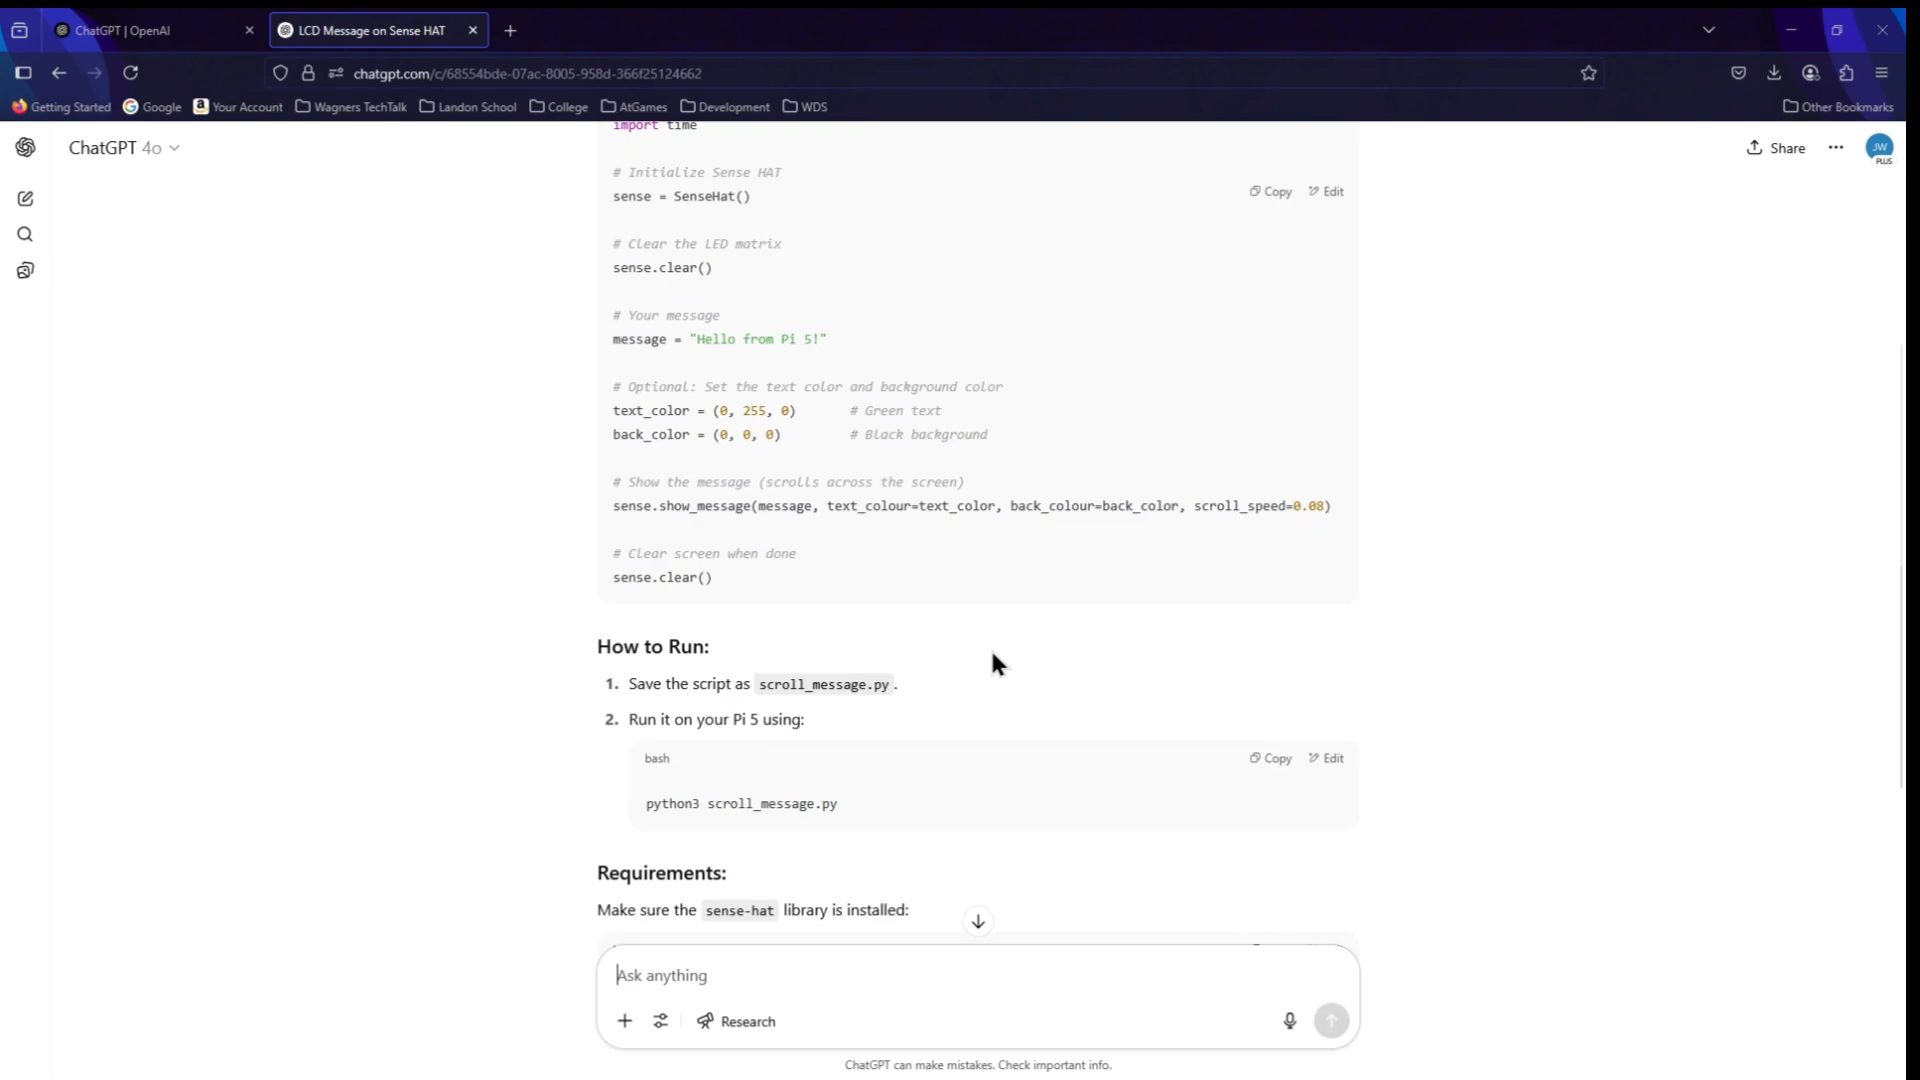 ChatGPT | OpenAI
LCD Message on Sense HAT
chatgpt.com/c/68554bde-07ac-8005-958d-366f25124662
Getting Started
Google
Your Account
Wagners TechTalk
Landon School
College
AtGames
Development
WDS
Other Bookmarks
ChatGPT 4o
Share
JW
PLUS
import time
# Initialize Sense HAT
sense = SenseHat()
Copy
Edit
# Clear the LED matrix
sense.clear()
# Your message
message = "Hello from Pi 5!"
# Optional: Set the text color and background color
text_color = (0, 255, 0) # Green text
back_color = (0, 0, 0) # Black background
# Show the message (scrolls across the screen)
sense.show_message(message, text_colour=text_color, back_colour=back_color, scroll_speed=0.08)
# Clear screen when done
sense.clear()
How to Run:
1. Save the script as scroll_message.py.
2. Run it on your Pi 5 using:
bash
Copy
Edit
python3 scroll_message.py
Requirements:
Make sure the sense-hat library is installed:
Ask anything
Research
ChatGPT can make mistakes. Check important info.